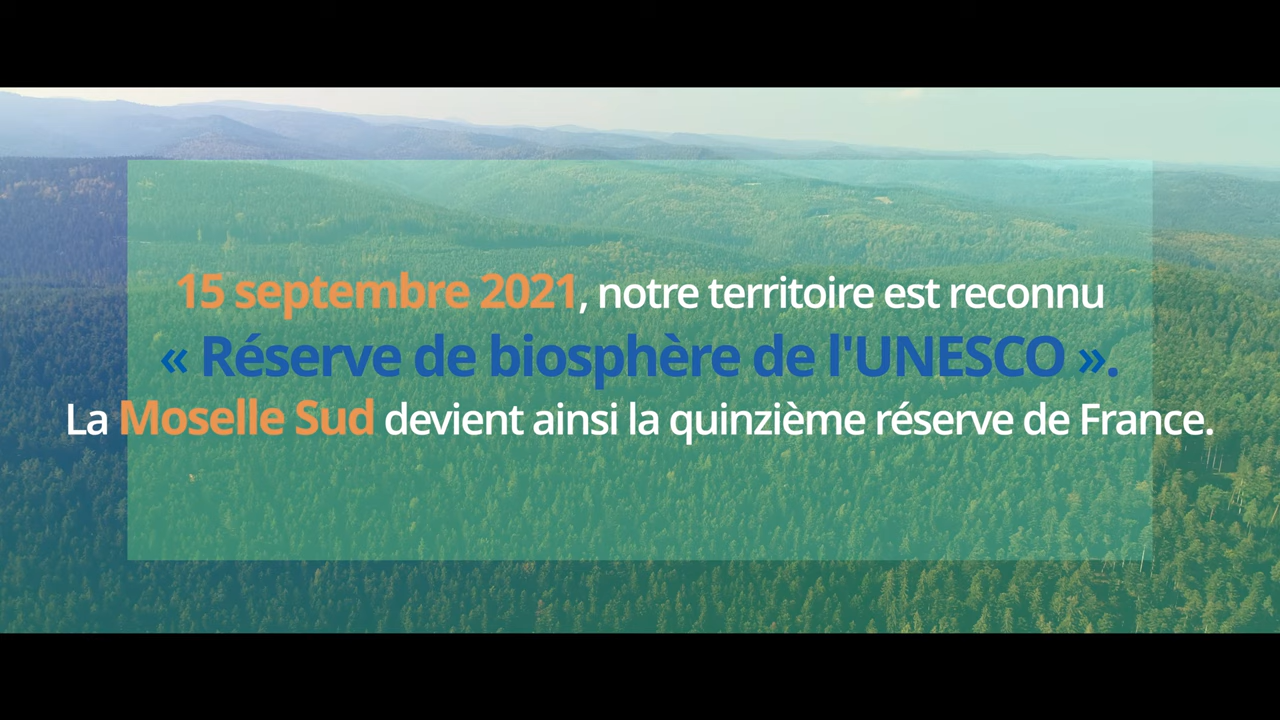 15 septembre 2021, notre territoire est reconnu
« Réserve de biosphère de l'UNESCO ».
La Moselle Sud devient ainsi la quinzième réserve de France.